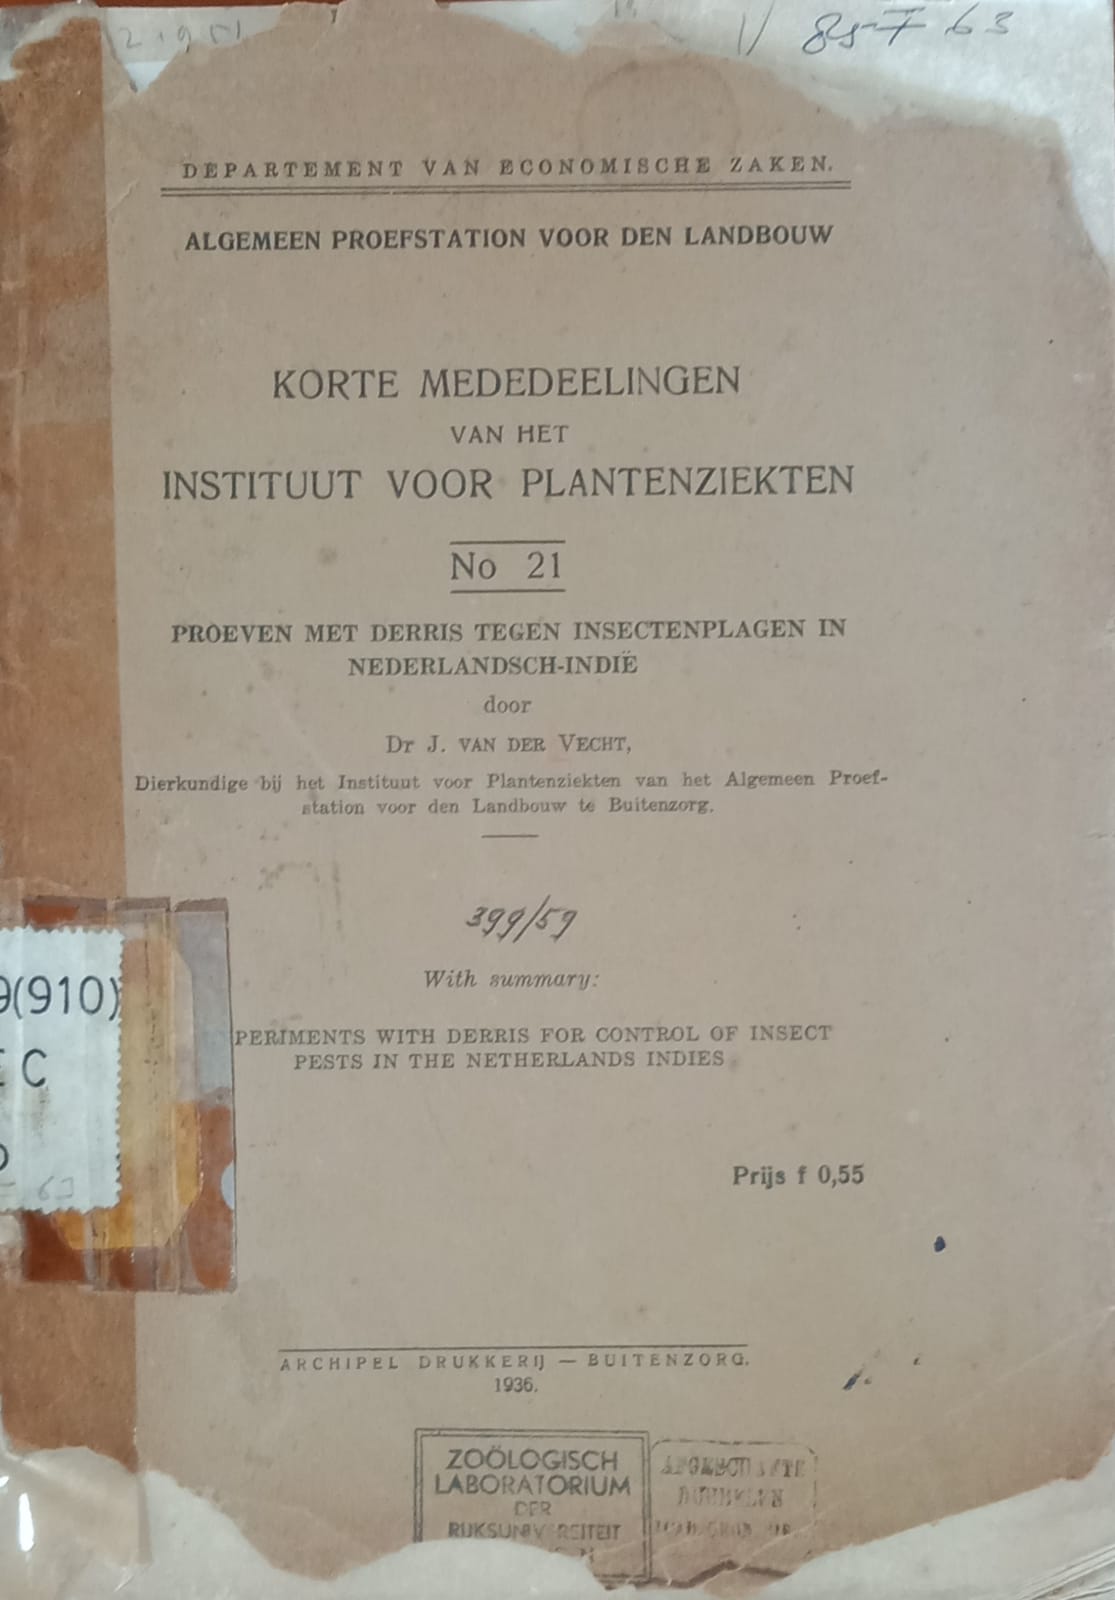 63
DEPARTEMENT VAN ECONOMISCHE ZAKEN.
ALGEMEEN PROEFSTATION VOOR DEN LANDBOUW
KORTE MEDEDEELINGEN
VAN HET
INSTITUUT VOOR PLANTENZIEKTEN
No 21
PROEVEN MET DERRIS TEGEN INSECTENPLAGEN IN
NEDERLANDSCH-INDIË
door
Dr J. VAN DER VECHT,
Dierkundige bij het Instituut voor Plantenziekten van het Algemeen Proef-
station voor den Landbouw te Buitenzorg.
399/59
With summary:
PERIMENTS WITH DERRIS FOR CONTROL OF INSECT
PESTS IN THE NETHERLANDS INDIES
9(910)
C
63
Prijs f 0,55
ARCHIPEL DRUKKERIJ — BUITENZORG.
1936.
ZOÖLOGISCH
LABORATORIUM
DER
RIJKSUNIVERSITEIT